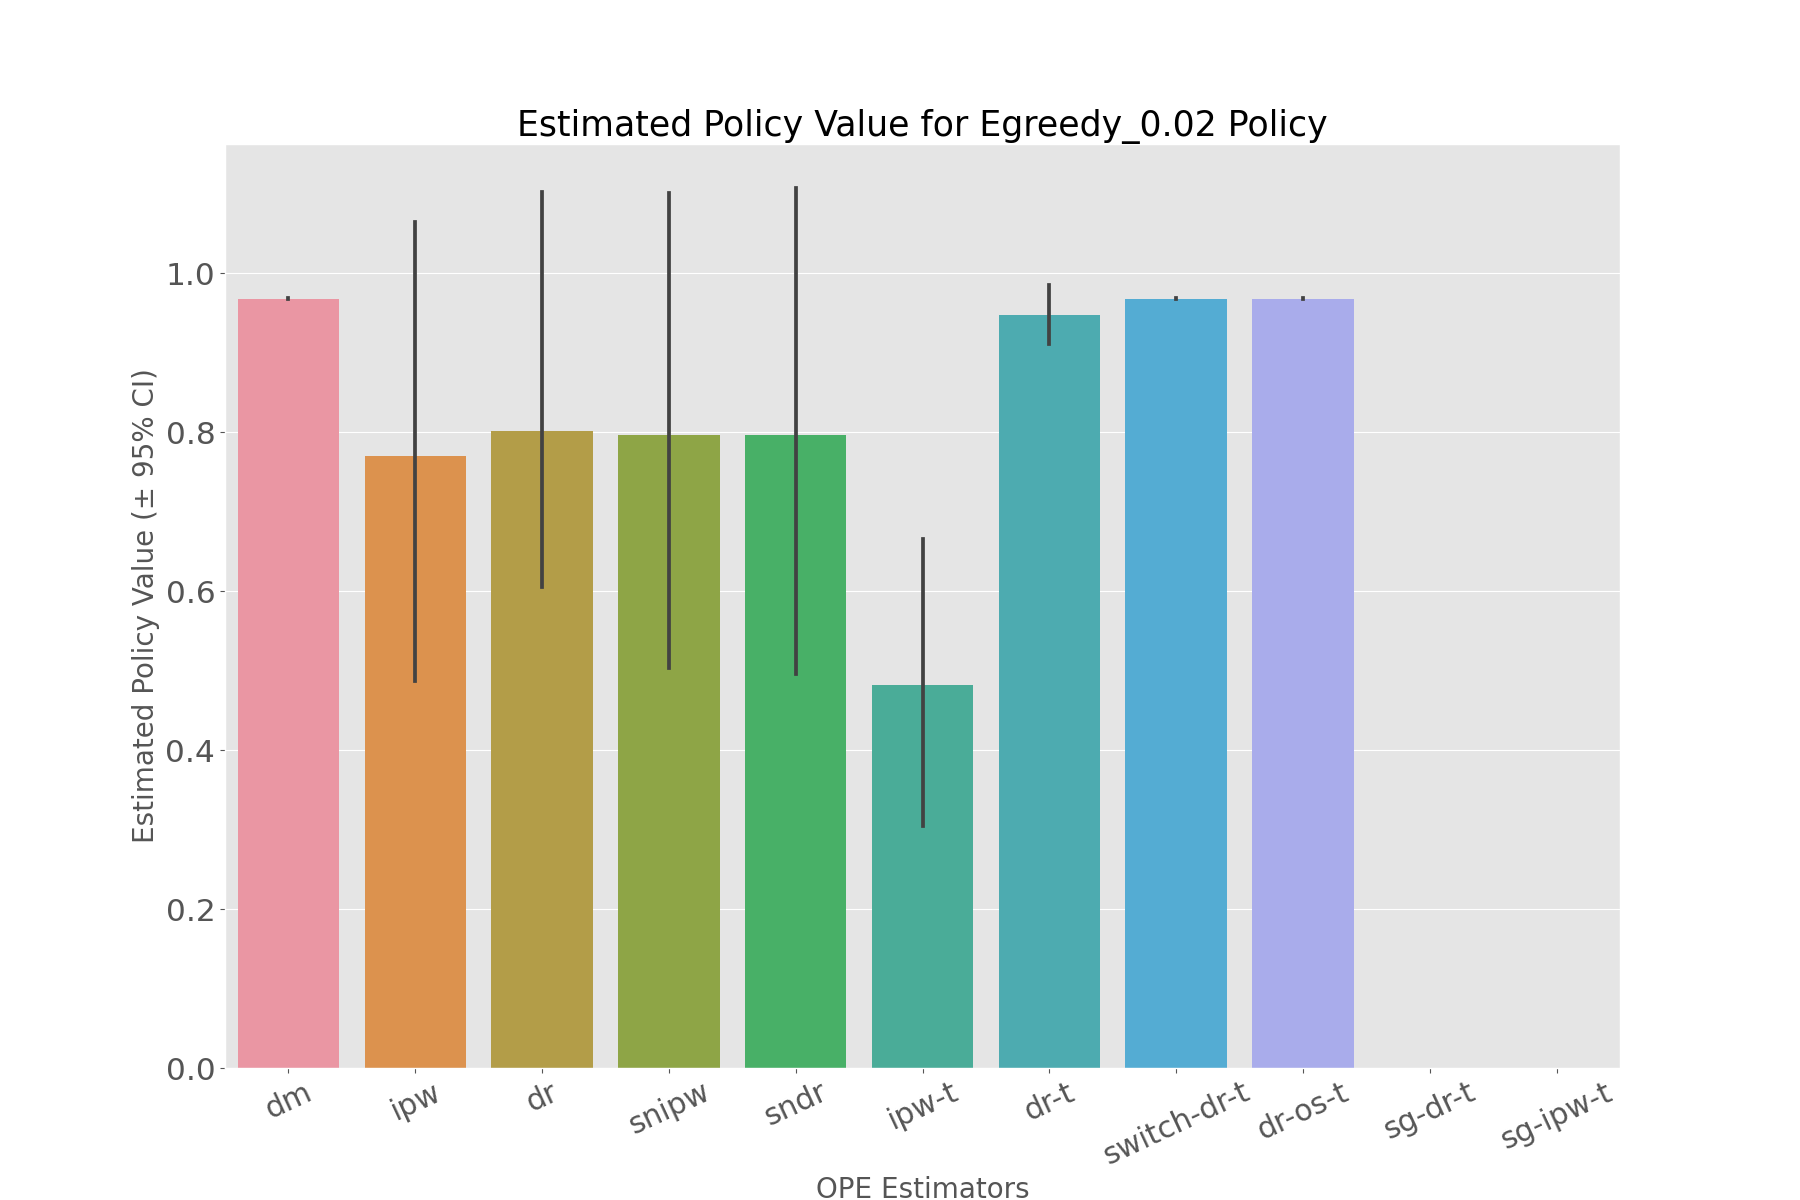 Estimated Policy Value for Egreedy_0.02 Policy
Estimated Policy Value (± 95% CI)
1.0
0.8
0.6
0.4
0.2
0.0
dm
ipw
dr
snipw
sndr
ipw-t
dr-t
switch-dr-t
dr-os-t
sg-dr-t
sg-ipw-t
OPE Estimators